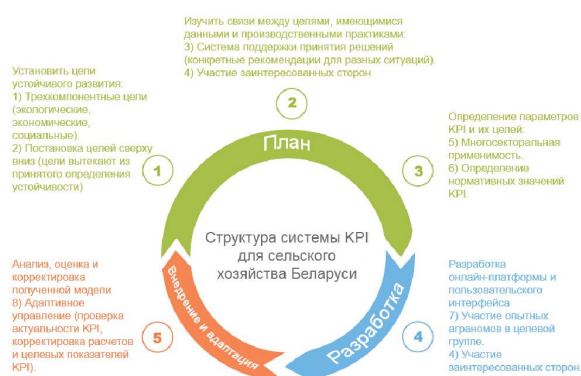 Изучить связи между целями, имеющимися
данными и производственными практиками:
3) Система поддержки принятия решений
(конкретные рекомендации для разных ситуаций).
4) Участие заинтересованных сторон
2
Установить цели
устойчивого развития:
1) Трехкомпонентные цели
(экологические,
экономические,
социальные).
2) Постановка целей сверху
вниз (цели вытекают из
принятого определения
устойчивости)
1
План
3
Определение параметров
KPI и их целей:
5) Многосекторальная
применимость.
6) Определение
нормативных значений
KPI.
Структура системы KPI
для сельского
хозяйства Беларуси
Анализ, оценка и
корректировка
полученной модели
8) Адаптивное
управление (проверка
актуальности KPI,
корректировка расчетов
и целевых показателей
KPI).
5
Внедрение и адаптация
Разработка
4
Разработка
онлайн-платформы и
пользовательского
интерфейса
7) Участие опытных
аграномов в целевой
группе.
4) Участие
заинтересованных сторон